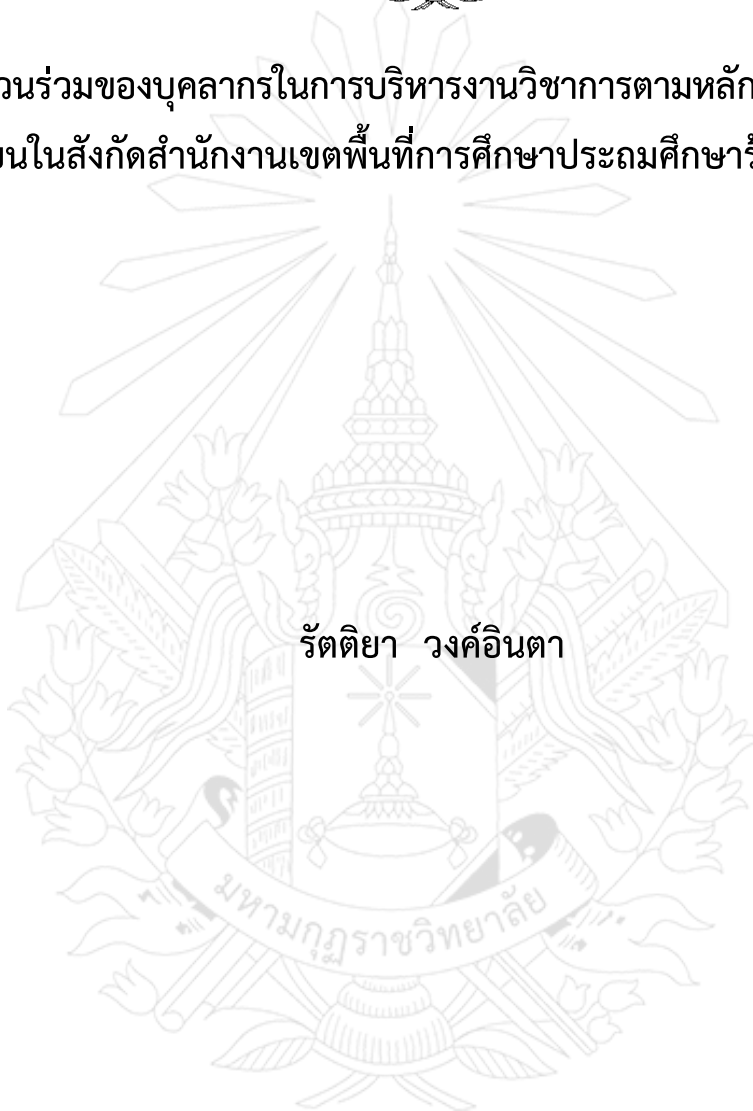 วนร่วมของบุคลากรในการบริหารงานวิชาการตามหลัก
นในสังกัดสำนักงานเขตพื้นที่การศึกษาประถมศึกษาร้
รัตติยา วงค์อินตา
มหามกุฏราชวิทยาลัย